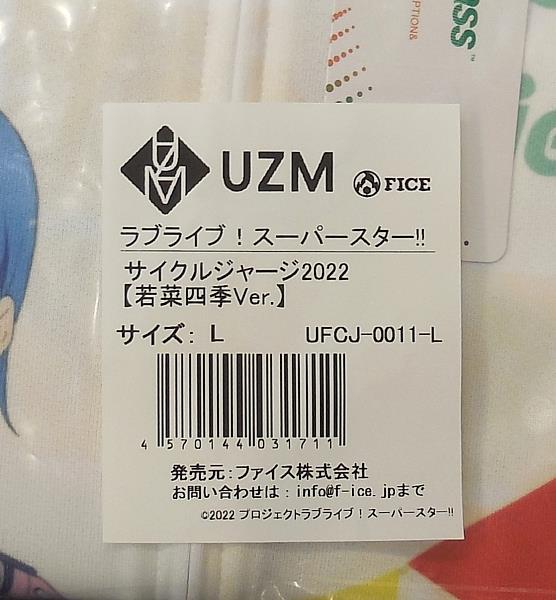 ss™
PTION&
ie
UZM FICE
ラブライブ！スーパースター!!
サイクルジャージ2022
【若菜四季Ver.】
サイズ: L UFCJ-0011-L
4 570144 031711
発売元:ファイス株式会社
お問い合わせは：info@f-ice.jpまで
©2022 プロジェクトラブライブ！スーパースター!!